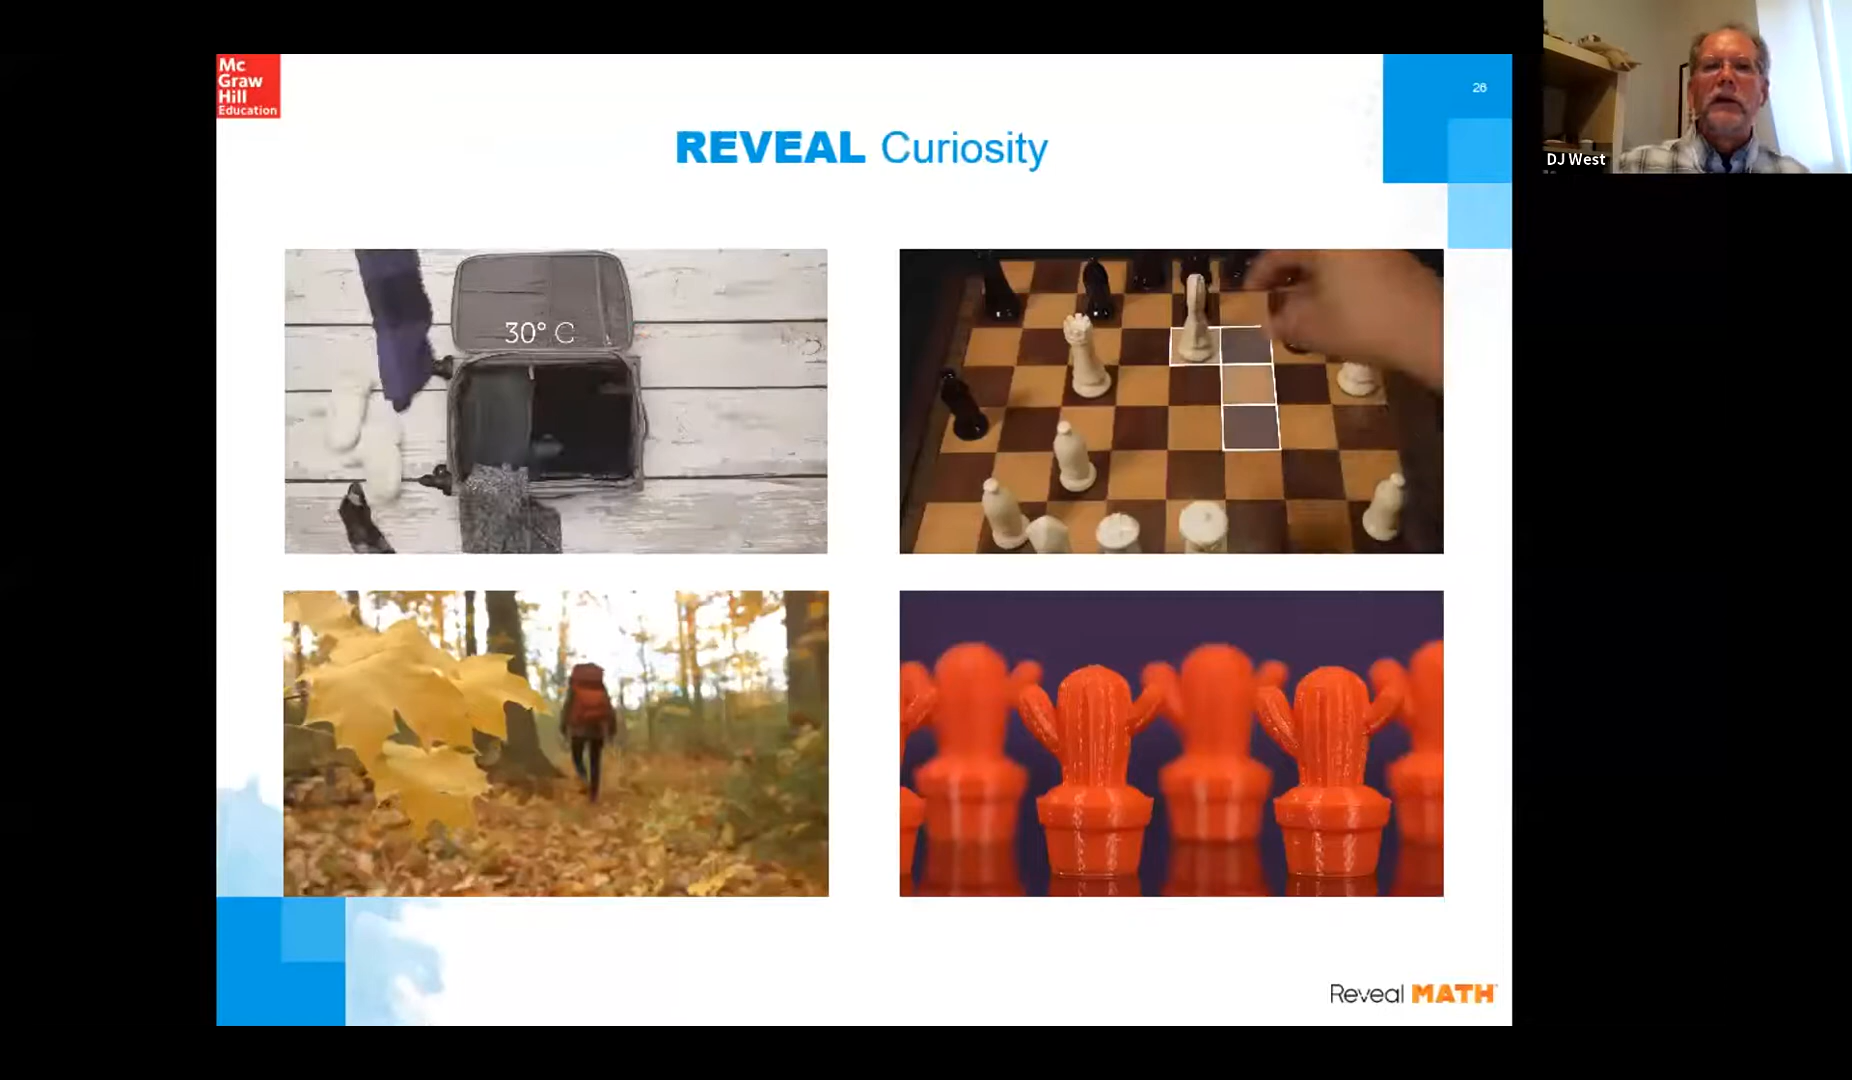 Mc
Graw
Hill
Education
26
REVEAL Curiosity
DJ West
30° C
Reveal MATH